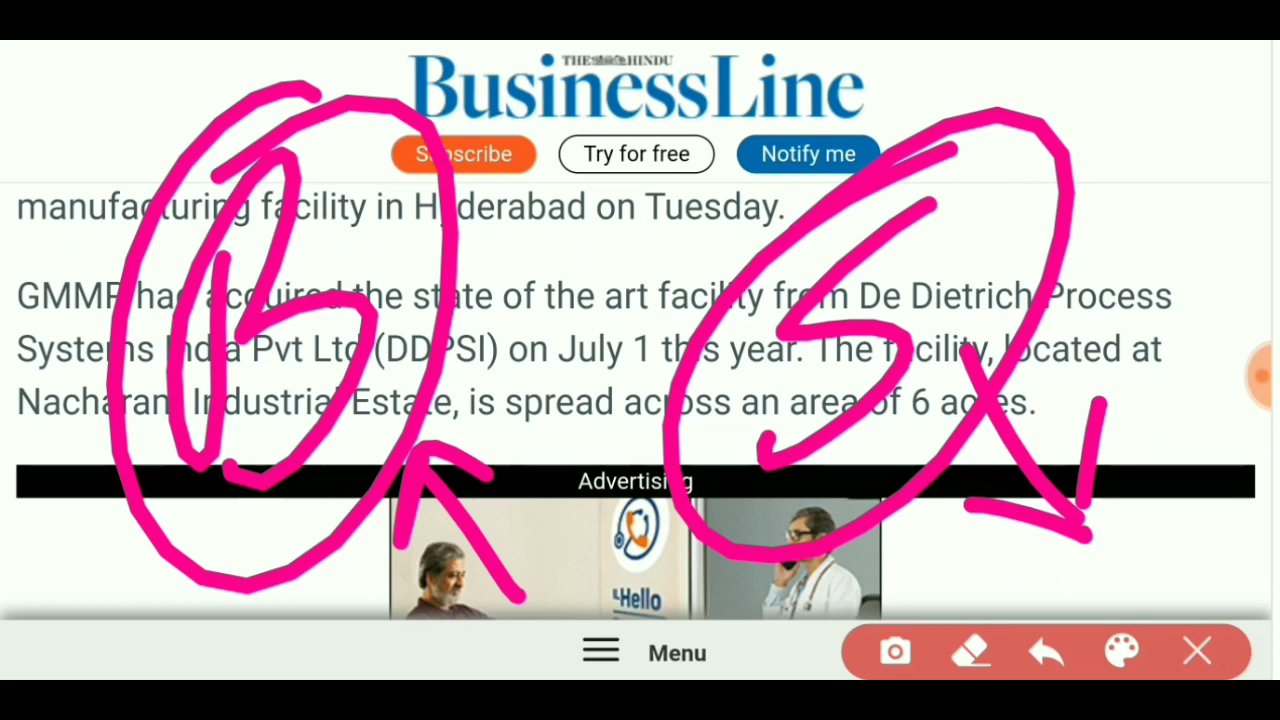 THE HINDU
BusinessLine
Subscribe
Try for free
Notify me
manufacturing facility in Hyderabad on Tuesday.
GMMP had acquired the state of the art facility from De Dietrich Process
Systems India Pvt Ltd (DDPSI) on July 1 this year. The facility, located at
Nacharam Industrial Estate, is spread across an area of 6 acres.
B
S
Advertising
Hello
Menu